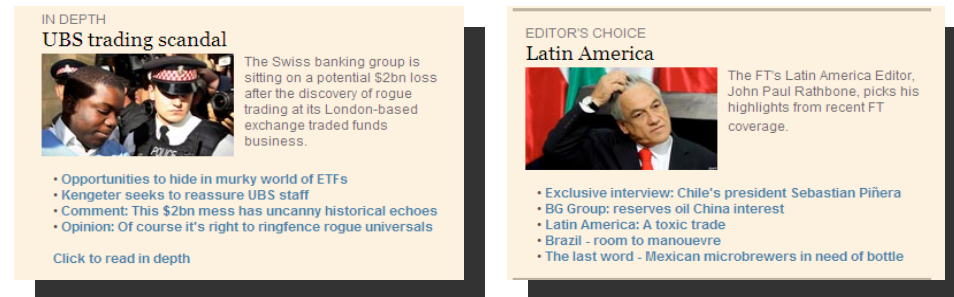 IN DEPTH
UBS trading scandal
The Swiss banking group is
sitting on a potential $2bn loss
after the discovery of rogue
trading at its London-based
exchange traded funds
business.
POLICE
• Opportunities to hide in murky world of ETFs
• Kengeter seeks to reassure UBS staff
• Comment: This $2bn mess has uncanny historical echoes
• Opinion: Of course it's right to ringfence rogue universals
Click to read in depth
EDITOR'S CHOICE
Latin America
The FT's Latin America Editor,
John Paul Rathbone, picks his
highlights from recent FT
coverage.
• Exclusive interview: Chile's president Sebastian Piñera
• BG Group: reserves oil China interest
• Latin America: A toxic trade
• Brazil - room to manouevre
• The last word - Mexican microbrewers in need of bottle